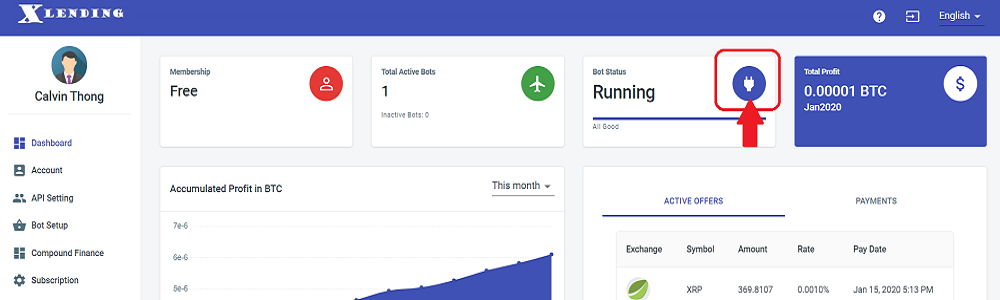 XLENDING
English
Calvin Thong
Dashboard
Account
API Setting
Bot Setup
Compound Finance
Subscription
Membership
Free
Total Active Bots
1
Inactive Bots: 0
Bot Status
Running
All Good
Total Profit
0.00001 BTC
Jan2020
$
Accumulated Profit in BTC
This month
7e-6
6e-6
5e-6
ACTIVE OFFERS PAYMENTS
Exchange Symbol Amount Rate Pay Date
XRP 369.8107 0.0010% Jan 15, 2020 5:13 PM